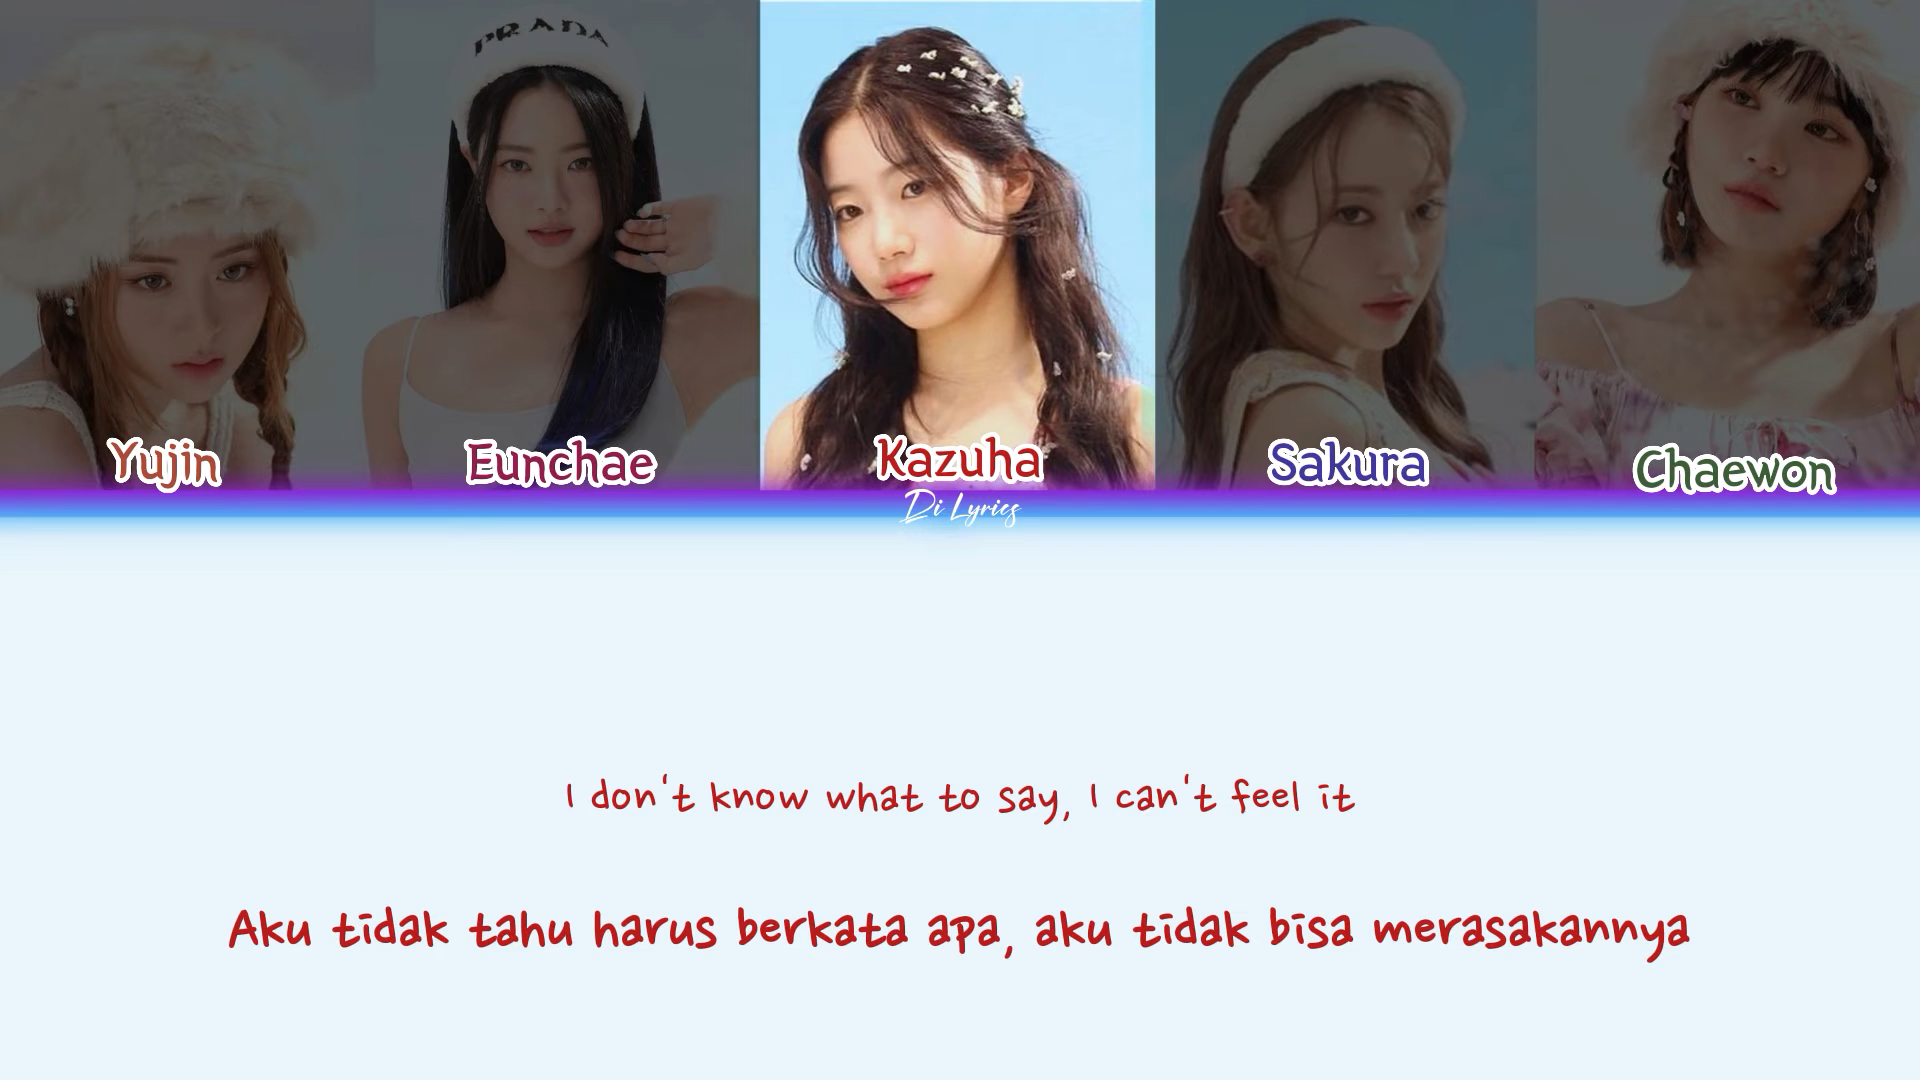 PRADA
Yujin
Eunchae
Kazuha
Sakura
Chaewon
Di Lyrics
I don't know what to say, I can't feel it
Aku tidak tahu harus berkata apa, aku tidak bisa merasakannya